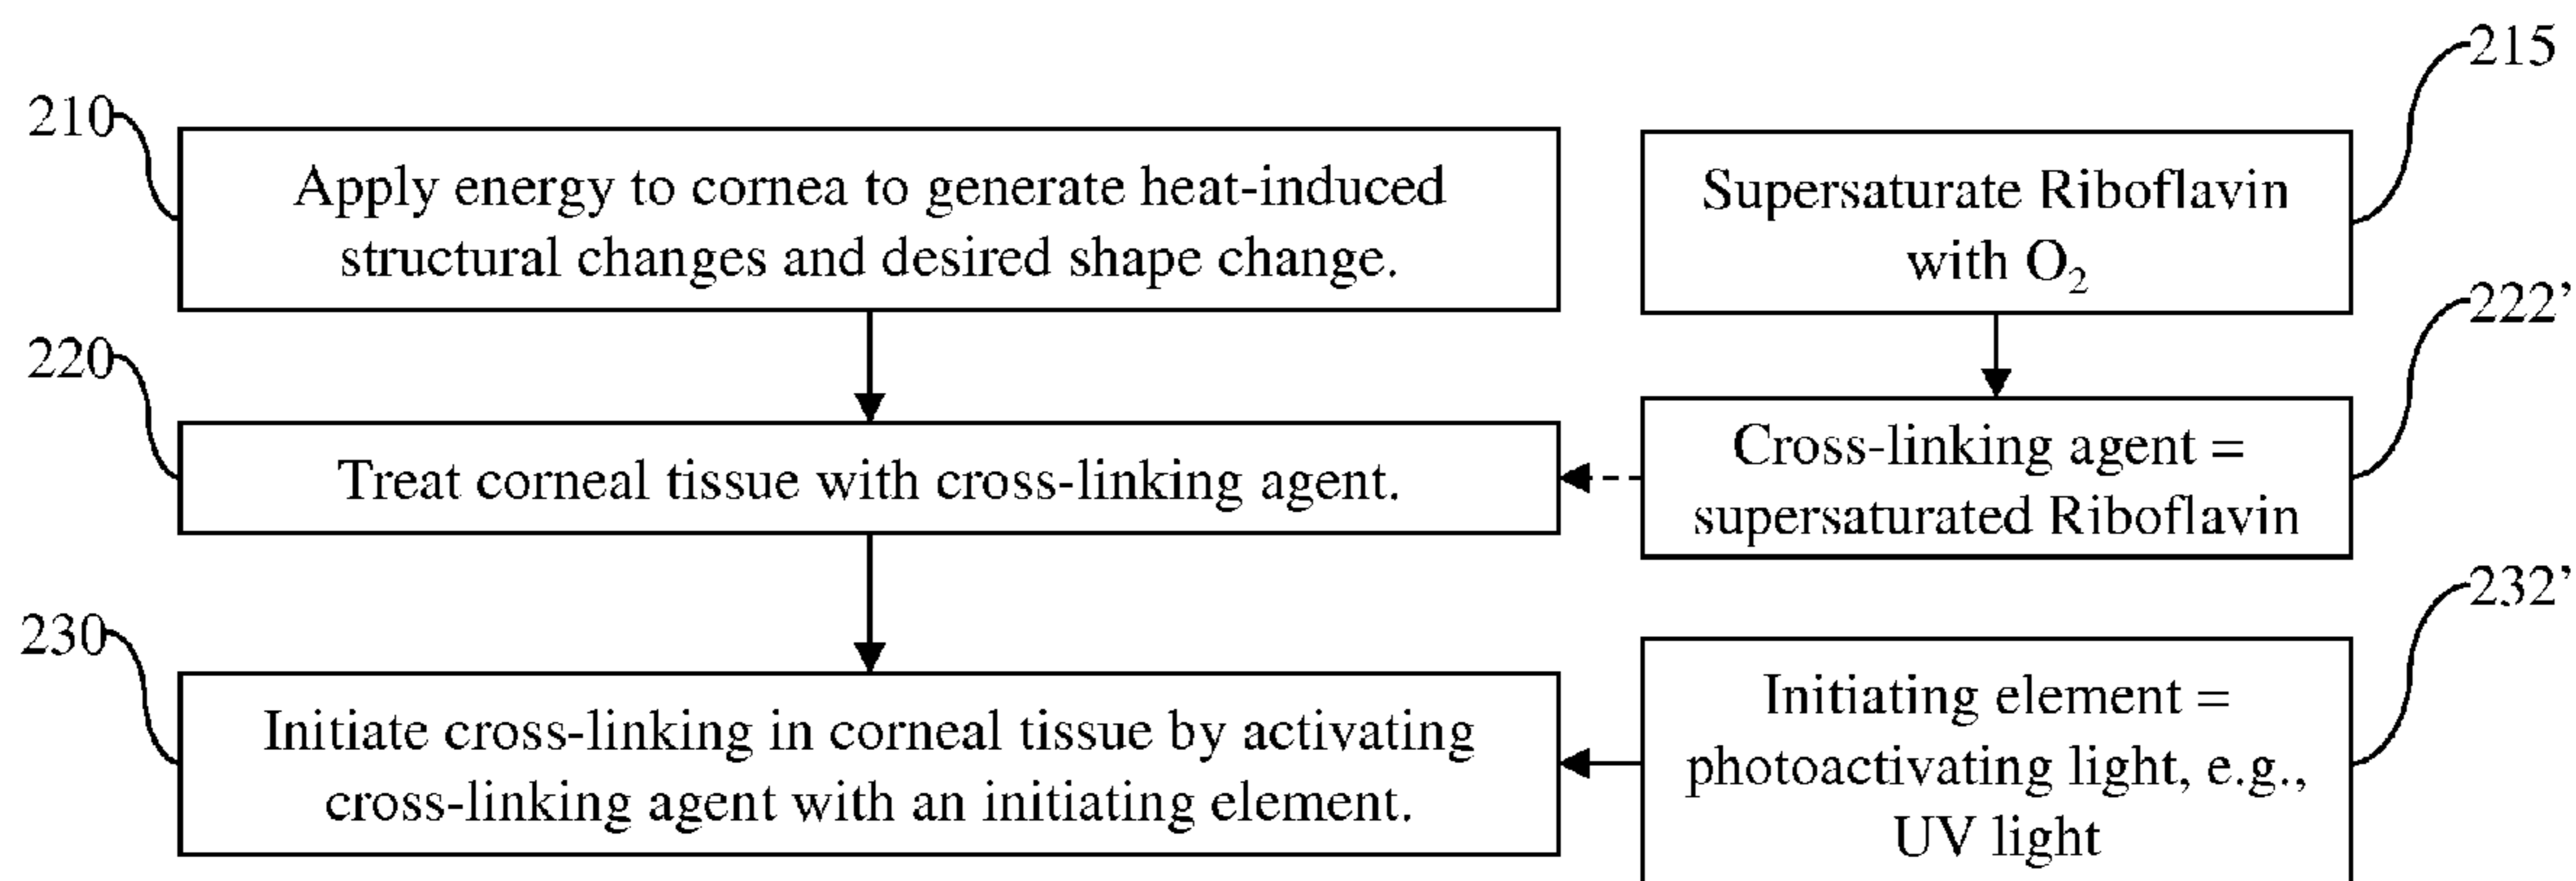 215
210
Apply energy to cornea to generate heat-induced
structural changes and desired shape change.
Supersaturate Riboflavin
with O₂
222’
220
Treat corneal tissue with cross-linking agent.
Cross-linking agent =
supersaturated Riboflavin
232’
230
Initiate cross-linking in corneal tissue by activating
cross-linking agent with an initiating element.
Initiating element =
photoactivating light, e.g.,
UV light